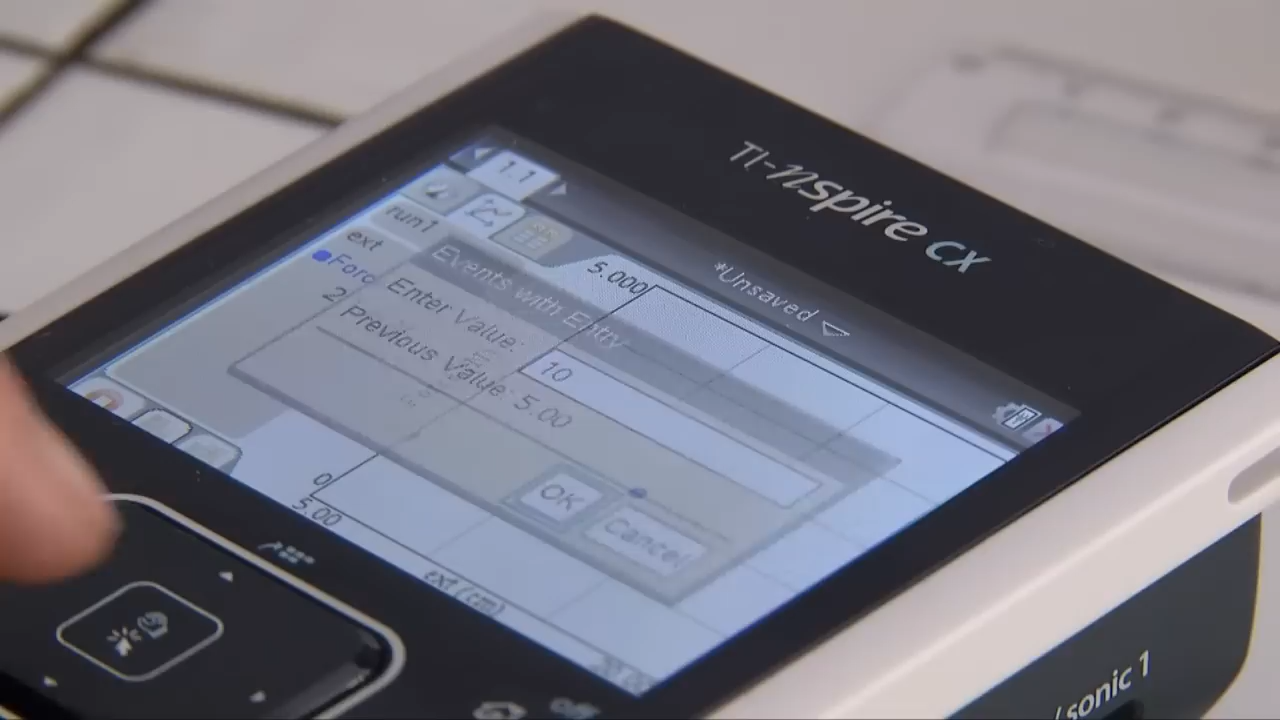 TI-nspire CX
1.1
*Unsaved
run1
ext
Forc
2
5.000
Events with Entry
Enter Value:
10
Previous Value: 5.00
OK
Cancel
0
5.00
ext (cm)
/ sonic 1